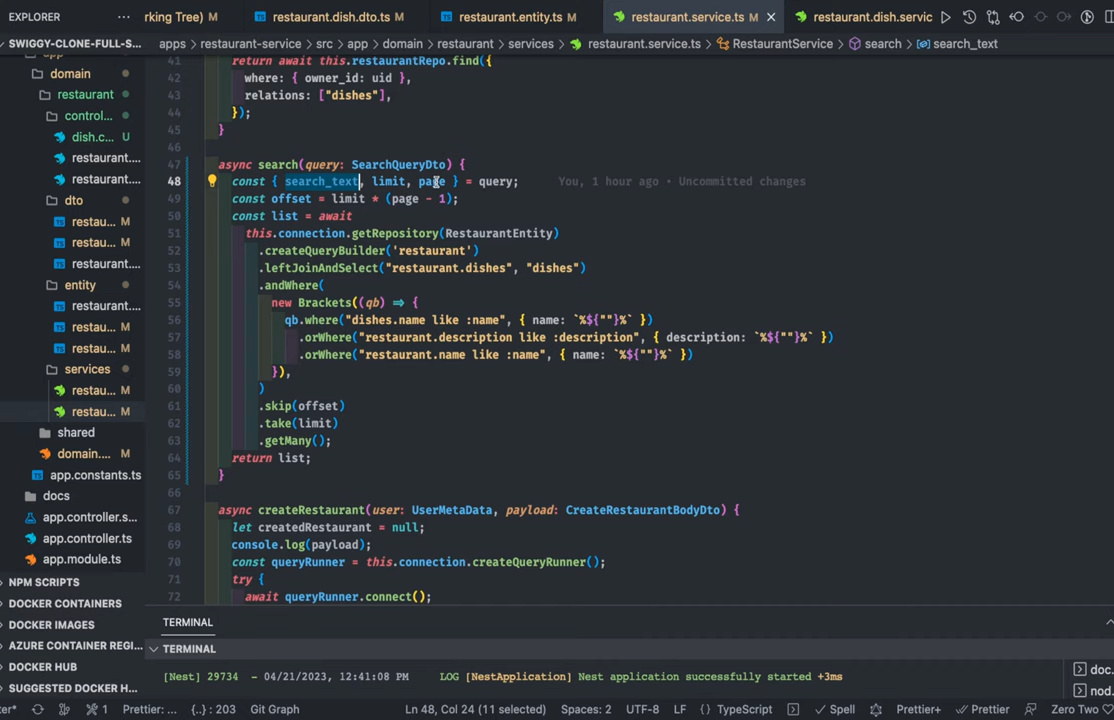 EXPLORER
rking Tree) M
restaurant.dish.dto.ts M
restaurant.entity.ts M
restaurant.service.ts M
restaurant.dish.servic
SWIGGY-CLONE-FULL-S...
apps > restaurant-service > src > app > domain > restaurant > services > restaurant.service.ts > RestaurantService > search > search_text
domain
restaurant
control...
dish.c... U
restaurant....
restaurant....
dto
restau... M
restau... M
restaurant....
entity
restaurant....
restau... M
restau... M
services
restau... M
restau... M
shared
domain.... M
app.constants.ts
docs
app.controller.s...
app.controller.ts
app.module.ts
NPM SCRIPTS
DOCKER CONTAINERS
DOCKER IMAGES
AZURE CONTAINER REGI...
DOCKER HUB
SUGGESTED DOCKER H...
41 return await this.restaurantRepo.find({
42 where: { owner_id: uid },
43 relations: ["dishes"],
44 });
45 }
46
47 async search(query: SearchQueryDto) {
48 const { search_text, limit, page } = query; You, 1 hour ago • Uncommitted changes
49 const offset = limit * (page - 1);
50 const list = await
51 this.connection.getRepository(RestaurantEntity)
52 .createQueryBuilder('restaurant')
53 .leftJoinAndSelect("restaurant.dishes", "dishes")
54 .andWhere(
55 new Brackets((qb) => {
56 qb.where("dishes.name like :name", { name: `%${""}%` })
57 .orWhere("restaurant.description like :description", { description: `%${""}%` })
58 .orWhere("restaurant.name like :name", { name: `%${""}%` })
59 }),
60 )
61 .skip(offset)
62 .take(limit)
63 .getMany();
64 return list;
65 }
66
67 async createRestaurant(user: UserMetaData, payload: CreateRestaurantBodyDto) {
68 let createdRestaurant = null;
69 console.log(payload);
70 const queryRunner = this.connection.createQueryRunner();
71 try {
72 await queryRunner.connect();
TERMINAL
TERMINAL
[Nest] 29734 - 04/21/2023, 12:41:08 PM LOG [NestApplication] Nest application successfully started +3ms
doc.
nod.
ter* 1 Prettier: ... {..} : 203 Git Graph Ln 48, Col 24 (11 selected) Spaces: 2 UTF-8 LF {} TypeScript Spell Prettier+ Prettier Zero Two